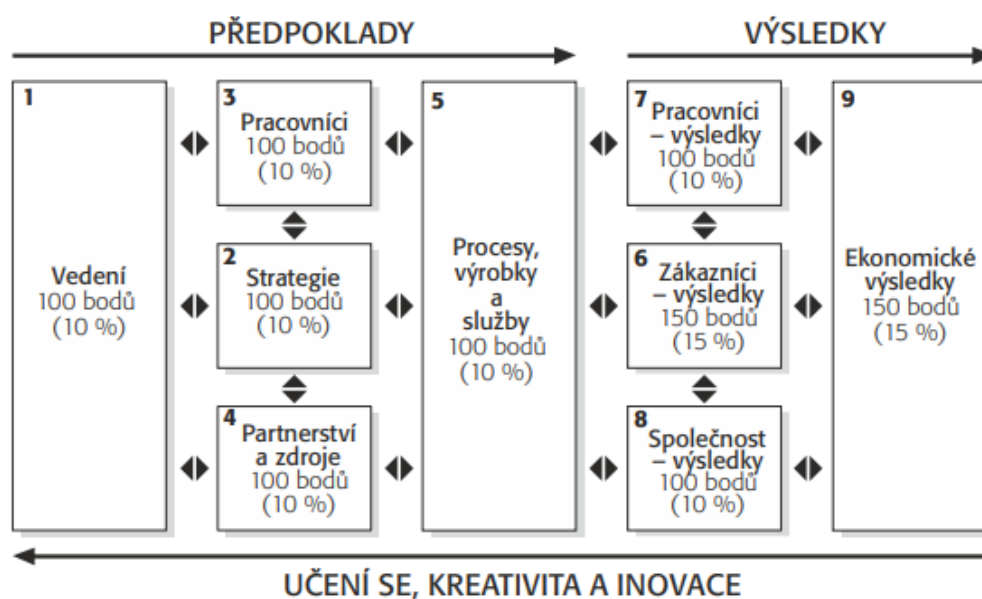 PŘEDPOKLADY
VÝSLEDKY
1
Vedení
100 bodů
(10 %)
3
Pracovníci
100 bodů
(10 %)
2
Strategie
100 bodů
(10 %)
4
Partnerství
a zdroje
100 bodů
(10 %)
5
Procesy,
výrobky
a
služby
100 bodů
(10 %)
7
Pracovníci
– výsledky
100 bodů
(10 %)
6
Zákazníci
– výsledky
150 bodů
(15 %)
8
Společnost
– výsledky
100 bodů
(10 %)
9
Ekonomické
výsledky
150 bodů
(15 %)
UČENÍ SE, KREATIVITA A INOVACE